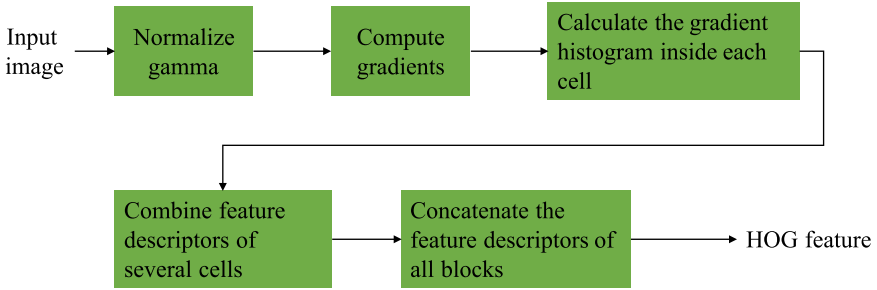 Input
image
Normalize
gamma
Compute
gradients
Calculate the gradient
histogram inside each
cell
Combine feature
descriptors of
several cells
Concatenate the
feature descriptors of
all blocks
HOG feature